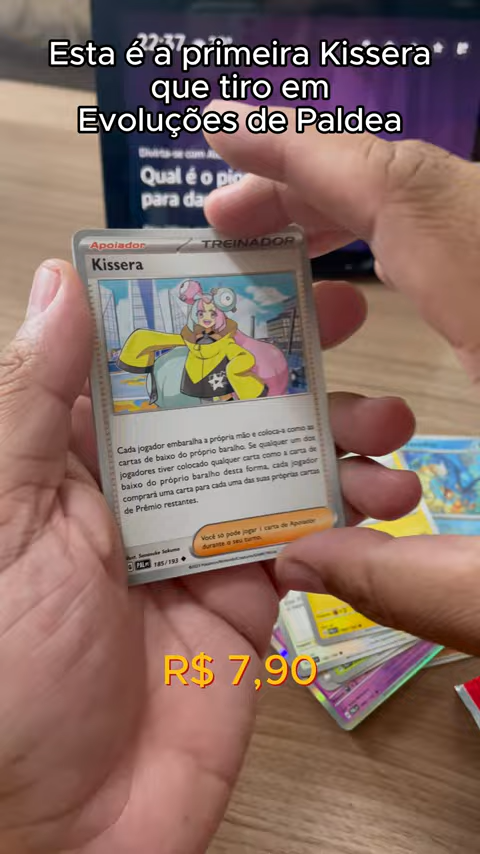 Esta é a primeira Kissera
que tiro em
Evoluções de Paldea
22:37
Qual é o
para da
Apoiador
TREINADOR
Kissera
Cada jogador embaralha a própria mão e coloca-a como as
cartas de baixo do próprio baralho. Se qualquer um dos
jogadores tiver colocado qualquer carta como a carta de
baixo do próprio baralho desta forma, cada jogador
comprará uma carta para cada uma das suas próprias cartas
de Prêmio restantes.
Você só pode jogar 1 carta de Apoiador
durante o seu turno.
185/193
R$ 7,90